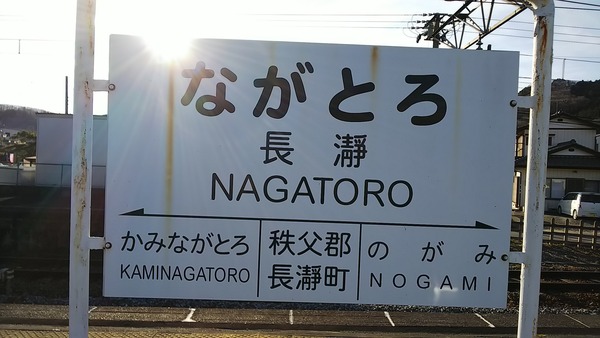 ながとろ
長瀞
NAGATORO
かみながとろ 秩父郡 のがみ
KAMINAGATORO 長瀞町 NOGAMI